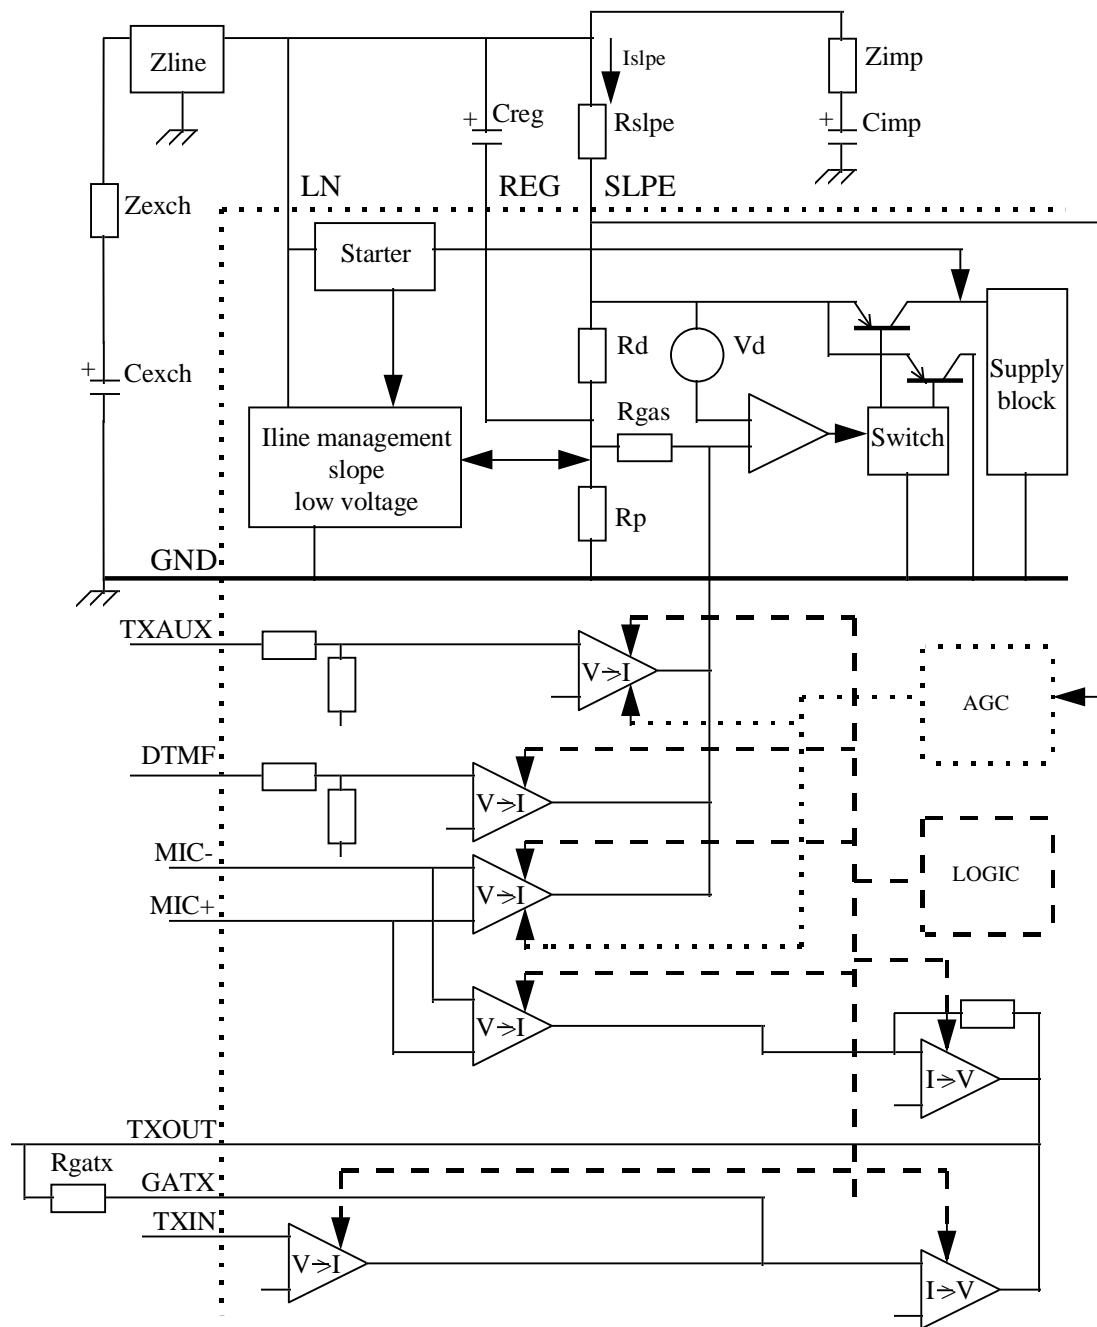 Zline
Islpe
Zimp
Creg
+
Rslpe
+
Cimp
LN
REG
SLPE
Zexch
Starter
Rd
Vd
+
Cexch
Supply
block
Rgas
Iline management
slope
low voltage
Switch
Rp
GND
TXAUX
V->I
AGC
DTMF
V->I
MIC-
V->I
LOGIC
MIC+
V->I
I->V
TXOUT
Rgatx
GATX
TXIN
V->I
I->V